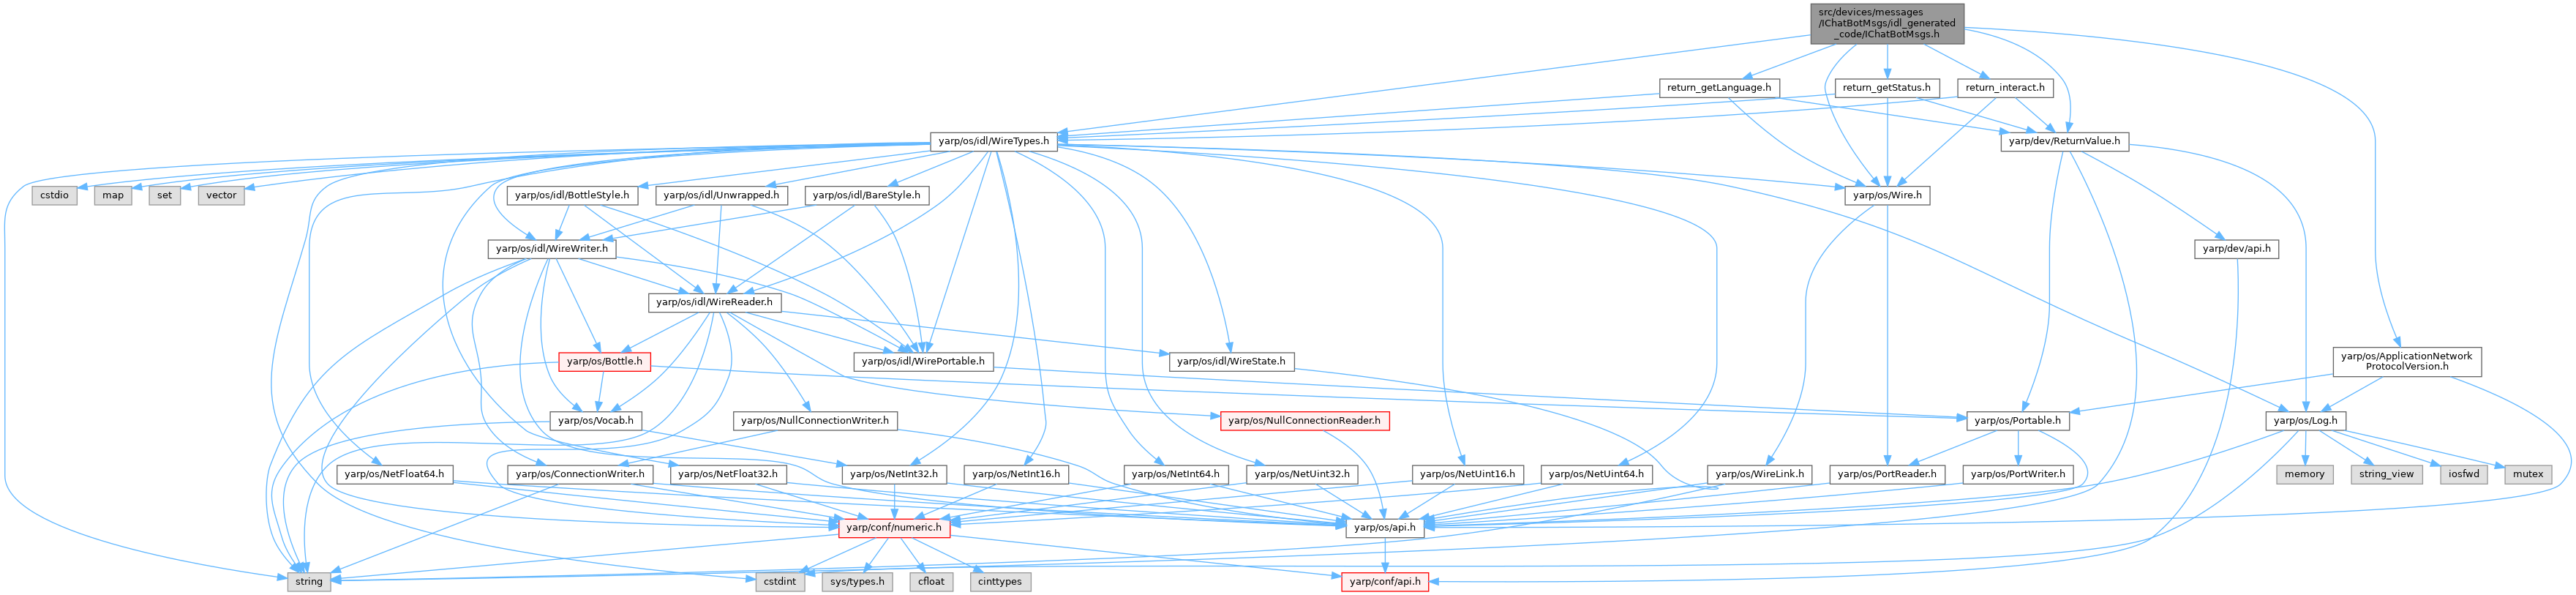 src/devices/messages
/IChatBotMsgs/idl_generated
_code/IChatBotMsgs.h
return_getLanguage.h
return_getStatus.h
return_interact.h
yarp/os/idl/WireTypes.h
yarp/dev/ReturnValue.h
cstdio
map
set
vector
yarp/os/idl/BottleStyle.h
yarp/os/idl/Unwrapped.h
yarp/os/idl/BareStyle.h
yarp/os/Wire.h
yarp/os/idl/WireWriter.h
yarp/dev/api.h
yarp/os/idl/WireReader.h
yarp/os/Bottle.h
yarp/os/idl/WirePortable.h
yarp/os/idl/WireState.h
yarp/os/ApplicationNetwork
ProtocolVersion.h
yarp/os/Vocab.h
yarp/os/NullConnectionWriter.h
yarp/os/NullConnectionReader.h
yarp/os/Portable.h
yarp/os/Log.h
yarp/os/NetFloat64.h
yarp/os/ConnectionWriter.h
yarp/os/NetFloat32.h
yarp/os/NetInt32.h
yarp/os/NetInt16.h
yarp/os/NetInt64.h
yarp/os/NetUint32.h
yarp/os/NetUint16.h
yarp/os/NetUint64.h
yarp/os/WireLink.h
yarp/os/PortReader.h
yarp/os/PortWriter.h
memory
string_view
iosfwd
mutex
yarp/conf/numeric.h
yarp/os/api.h
string
cstdint
sys/types.h
cfloat
cinttypes
yarp/conf/api.h